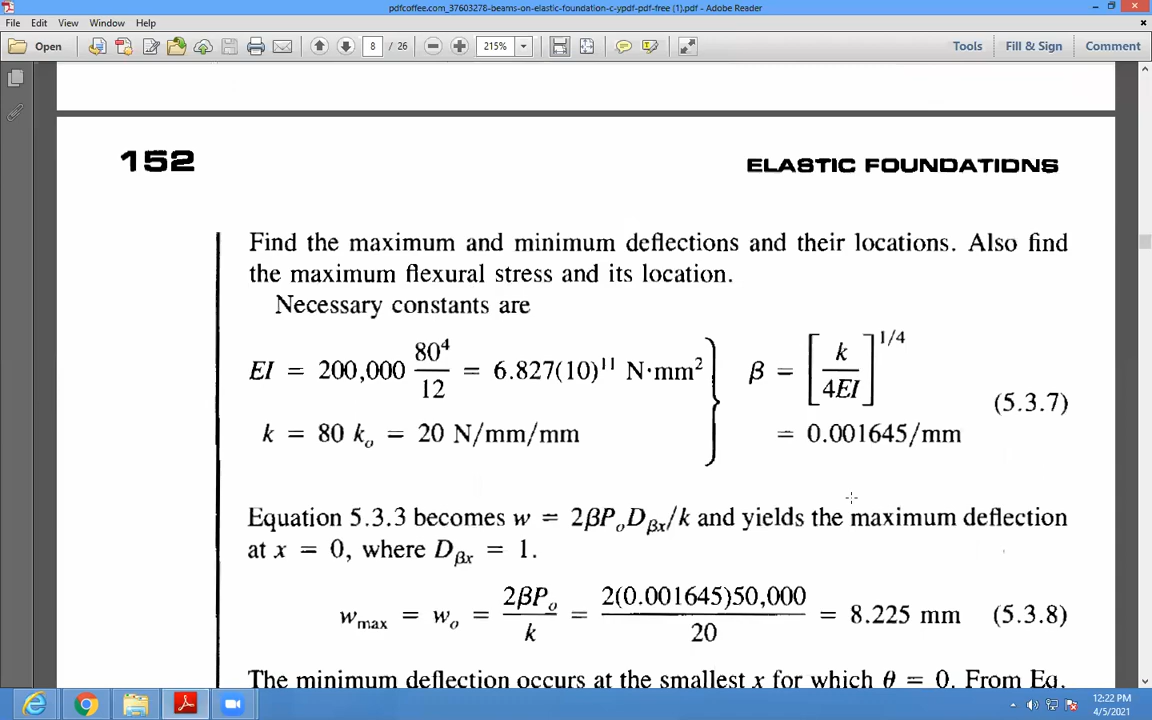 pdfcoffee.com_37603278-beams-on-elastic-foundation-c-ypdf-pdf-free (1).pdf - Adobe Reader
File Edit View Window Help
Open 8 / 26 215% Tools Fill & Sign Comment
152 ELASTIC FOUNDATIONS
Find the maximum and minimum deflections and their locations. Also find
the maximum flexural stress and its location.
Necessary constants are
EI = 200,000 80⁴/12 = 6.827(10)¹¹ N·mm² } β = [k/4EI]^1/4
k = 80 kₒ = 20 N/mm/mm = 0.001645/mm (5.3.7)
Equation 5.3.3 becomes w = 2βPₒDβx/k and yields the maximum deflection
at x = 0, where Dβx = 1.
wmax = wₒ = 2βPₒ/k = 2(0.001645)50,000/20 = 8.225 mm (5.3.8)
The minimum deflection occurs at the smallest x for which θ = 0. From Eq.
12:22 PM
4/5/2021